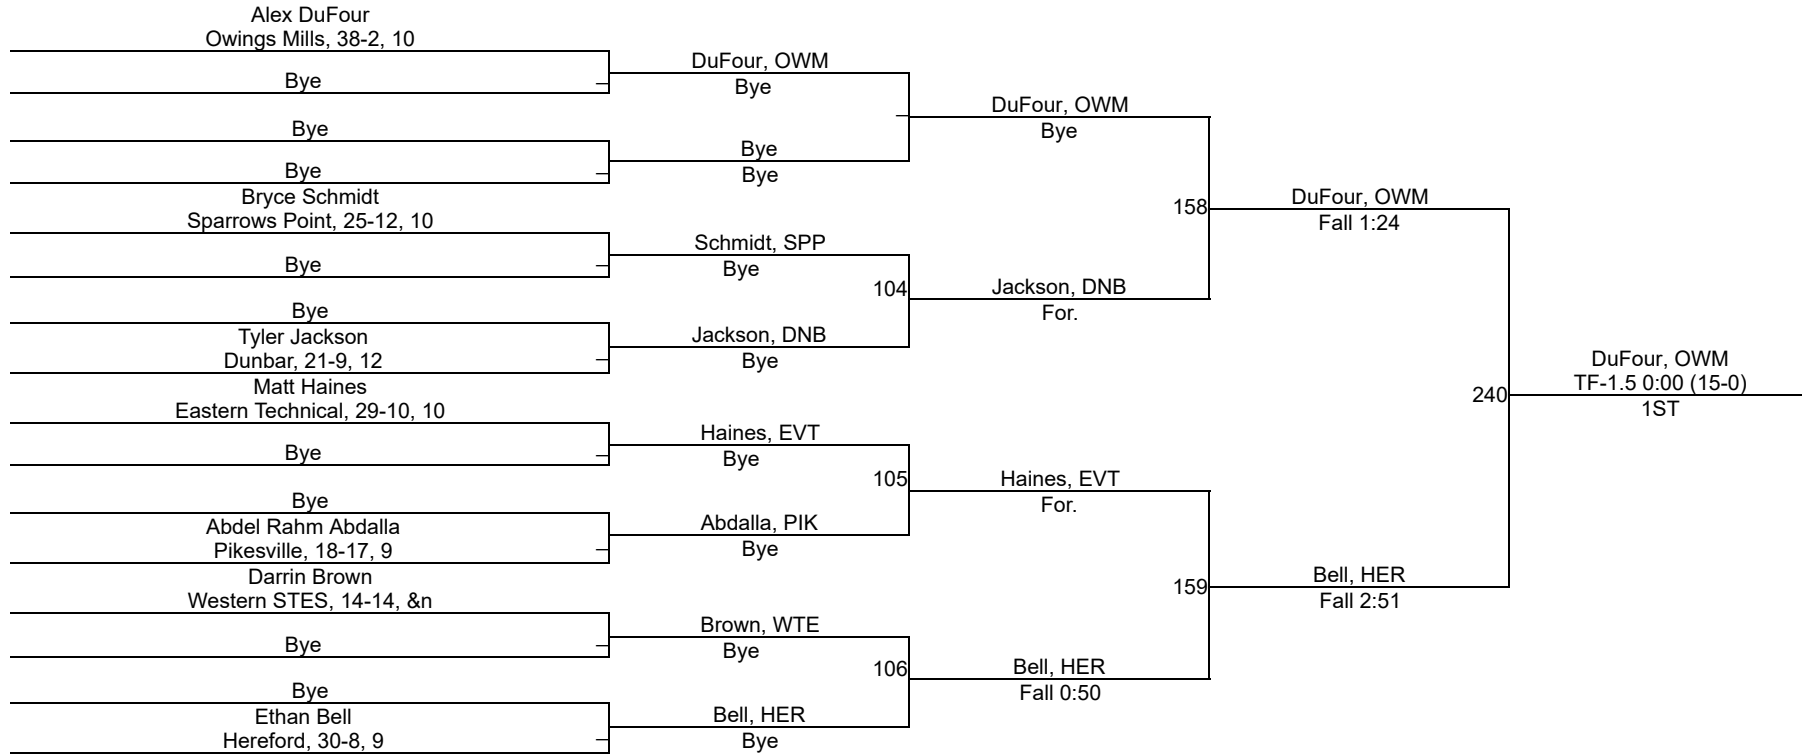 Alex DuFour
Owings Mills, 38-2, 10
Bye
Bye
Bye
Bryce Schmidt
Sparrows Point, 25-12, 10
Bye
Bye
Tyler Jackson
Dunbar, 21-9, 12
Matt Haines
Eastern Technical, 29-10, 10
Bye
Bye
Abdel Rahm Abdalla
Pikesville, 18-17, 9
Darrin Brown
Western STES, 14-14, &n
Bye
Bye
Ethan Bell
Hereford, 30-8, 9
DuFour, OWM
Bye
Bye
Bye
Schmidt, SPP
Bye
104
Jackson, DNB
Bye
Haines, EVT
Bye
105
Abdalla, PIK
Bye
Brown, WTE
Bye
106
Bell, HER
Bye
DuFour, OWM
Bye
158
Jackson, DNB
For.
Haines, EVT
For.
159
Bell, HER
Fall 0:50
DuFour, OWM
Fall 1:24
240
Bell, HER
Fall 2:51
DuFour, OWM
TF-1.5 0:00 (15-0)
1ST